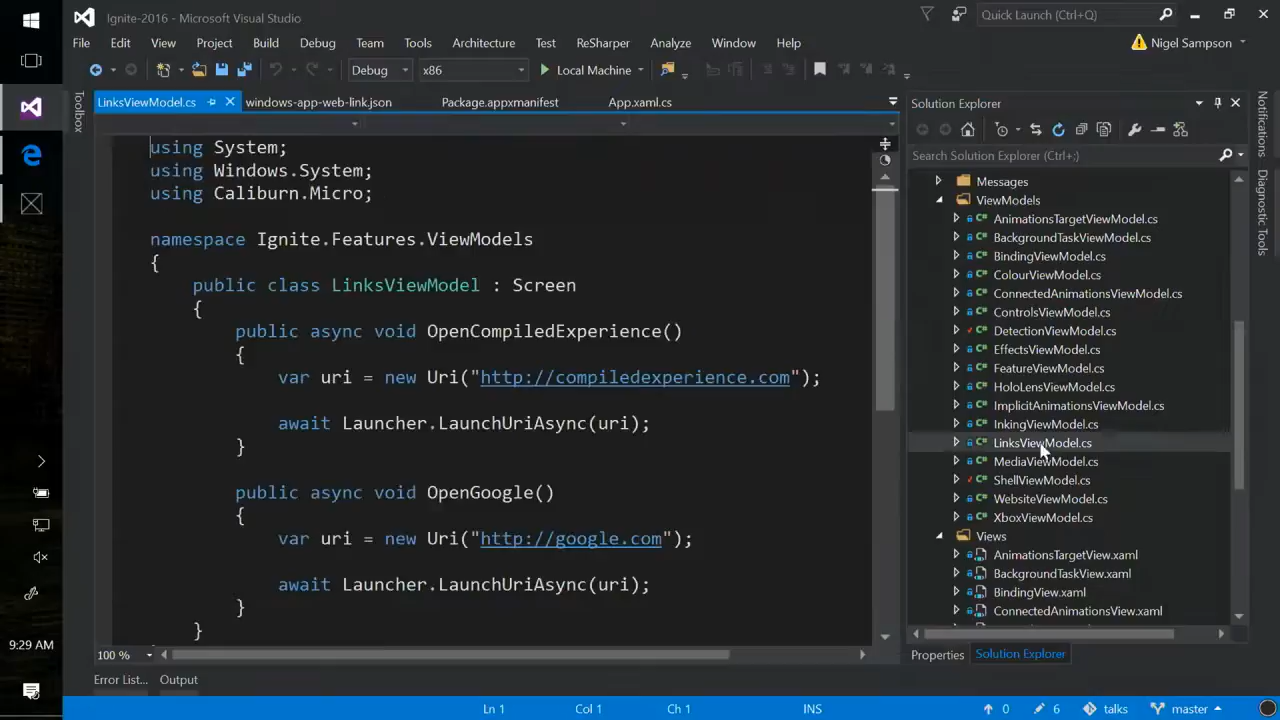 Ignite-2016 - Microsoft Visual Studio
Quick Launch (Ctrl+Q)
File Edit View Project Build Debug Team Tools Architecture Test ReSharper Analyze Window Help
Nigel Sampson
Debug x86 Local Machine
Toolbox
LinksViewModel.cs windows-app-web-link.json Package.appxmanifest App.xaml.cs
using System;
using Windows.System;
using Caliburn.Micro;
namespace Ignite.Features.ViewModels
{
public class LinksViewModel : Screen
{
public async void OpenCompiledExperience()
{
var uri = new Uri("http://compiledexperience.com");
await Launcher.LaunchUriAsync(uri);
}
public async void OpenGoogle()
{
var uri = new Uri("http://google.com");
await Launcher.LaunchUriAsync(uri);
}
}
100 %
Error List... Output
Solution Explorer
Search Solution Explorer (Ctrl+;)
Messages
ViewModels
AnimationsTargetViewModel.cs
BackgroundTaskViewModel.cs
BindingViewModel.cs
ColourViewModel.cs
ConnectedAnimationsViewModel.cs
ControlsViewModel.cs
DetectionViewModel.cs
EffectsViewModel.cs
FeatureViewModel.cs
HoloLensViewModel.cs
ImplicitAnimationsViewModel.cs
InkingViewModel.cs
LinksViewModel.cs
MediaViewModel.cs
ShellViewModel.cs
WebsiteViewModel.cs
XboxViewModel.cs
Views
AnimationsTargetView.xaml
BackgroundTaskView.xaml
BindingView.xaml
ConnectedAnimationsView.xaml
Properties Solution Explorer
Notifications
Diagnostic Tools
9:29 AM
Ln 1 Col 1 Ch 1 INS 0 6 talks master